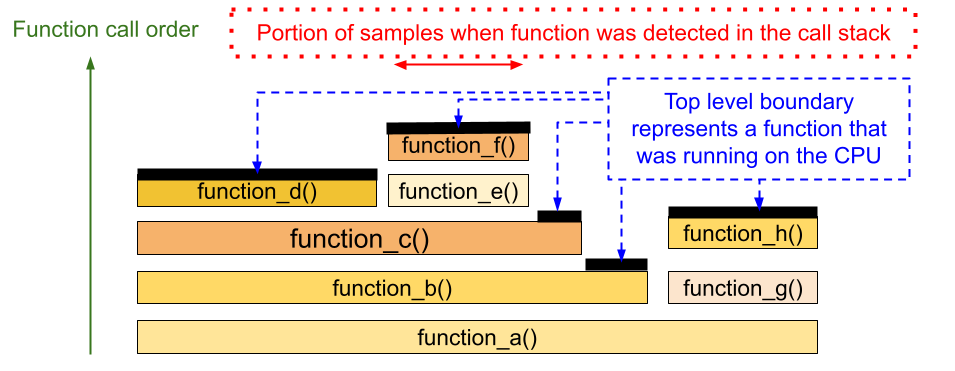 Function call order
Portion of samples when function was detected in the call stack
Top level boundary
represents a function that
was running on the CPU
function_f()
function_d()
function_e()
function_c()
function_h()
function_b()
function_g()
function_a()